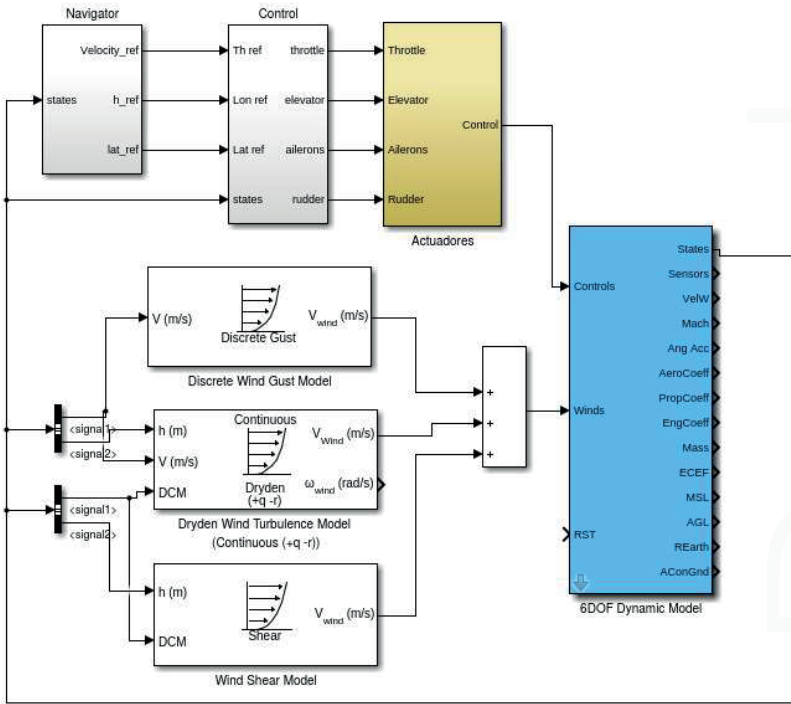 Navigator
Control
Velocity_ref
states
h_ref
lat_ref
Th ref
throttle
Lon ref
elevator
Lat ref
ailerons
states
rudder
Throttle
Elevator
Control
Ailerons
Rudder
Actuadores
V (m/s)
Vwind (m/s)
Discrete Gust
Discrete Wind Gust Model
<signal1>
<signal2>
Continuous
h (m)
VWind (m/s)
V (m/s)
ωwind (rad/s)
DCM
Dryden
(+q -r)
Dryden Wind Turbulence Model
(Continuous (+q -r))
<signal1>
<signal2>
h (m)
Vwind (m/s)
Shear
DCM
Wind Shear Model
+
+
+
Controls
Winds
RST
States
Sensors
VelW
Mach
Ang Acc
AeroCoeff
PropCoeff
EngCoeff
Mass
ECEF
MSL
AGL
REarth
AConGnd
6DOF Dynamic Model